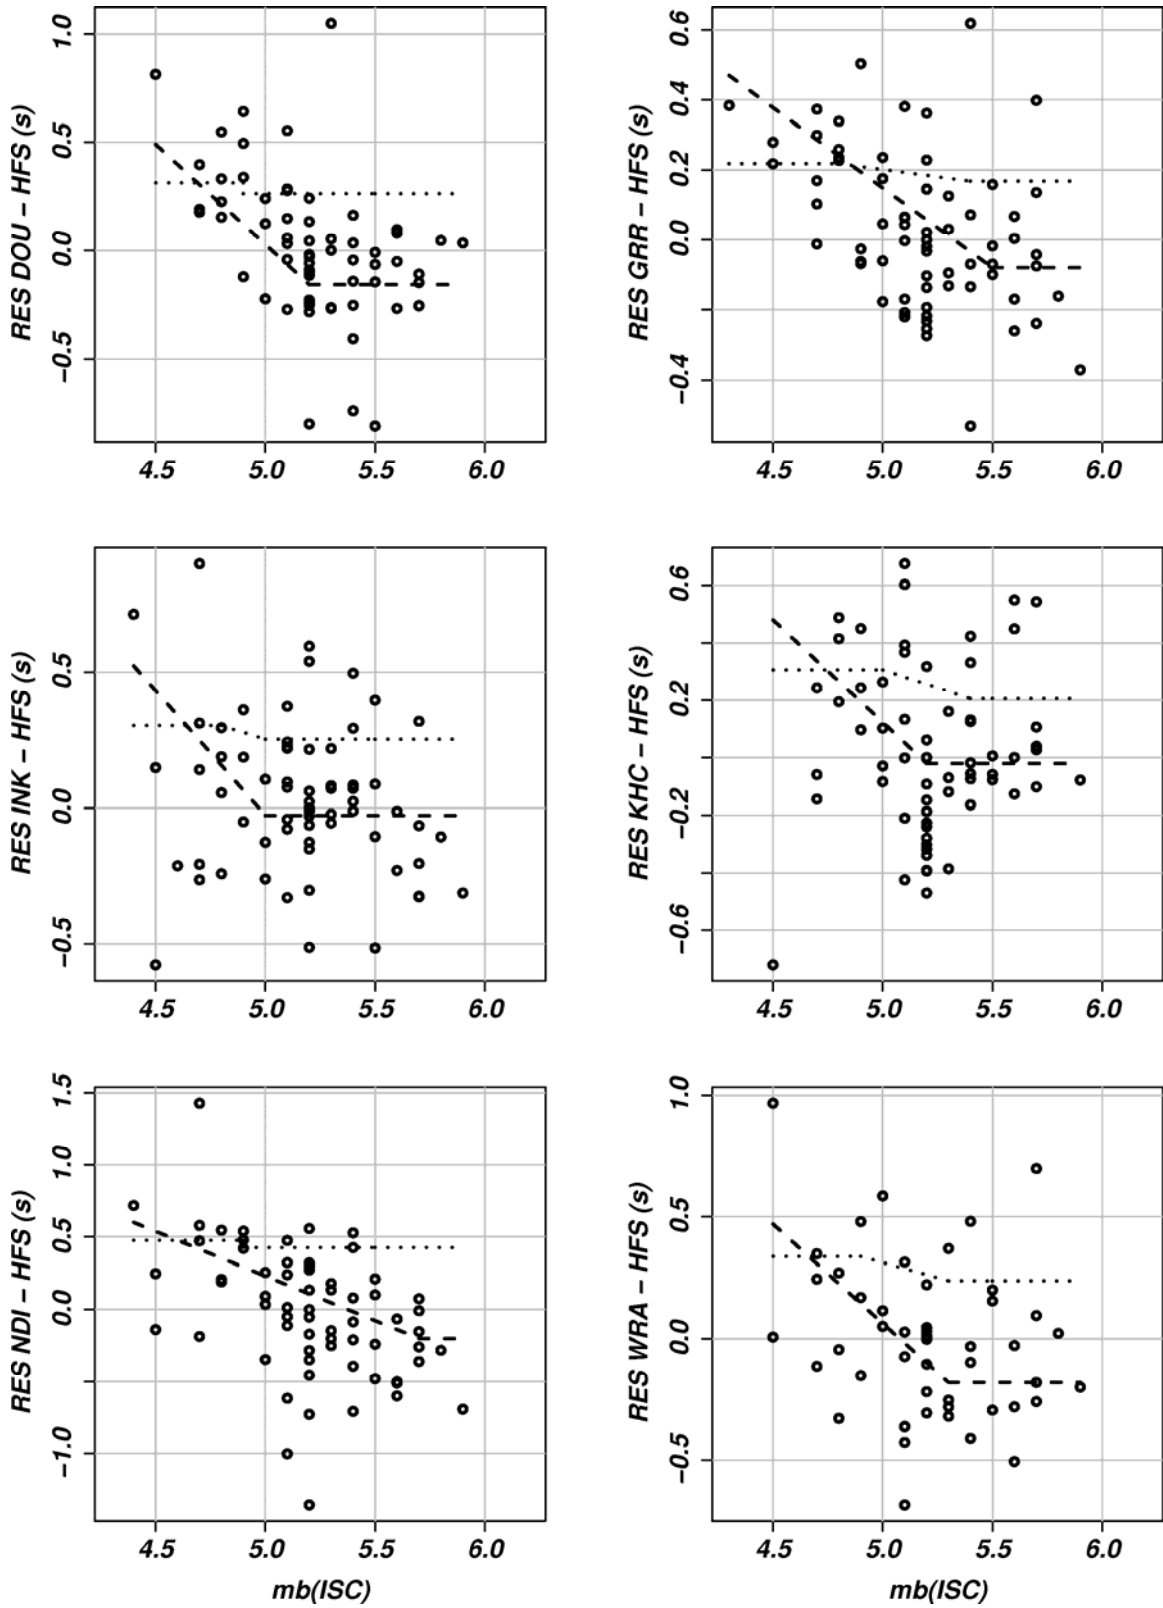 RES DOU − HFS (s)
1.0
0.5
0.0
−0.5
4.5 5.0 5.5 6.0
RES GRR − HFS (s)
0.6
0.4
0.2
0.0
−0.4
4.5 5.0 5.5 6.0
RES INK − HFS (s)
0.5
0.0
−0.5
4.5 5.0 5.5 6.0
RES KHC − HFS (s)
0.6
0.2
−0.2
−0.6
4.5 5.0 5.5 6.0
RES NDI − HFS (s)
1.5
1.0
0.5
0.0
−1.0
4.5 5.0 5.5 6.0
mb(ISC)
RES WRA − HFS (s)
1.0
0.5
0.0
−0.5
4.5 5.0 5.5 6.0
mb(ISC)